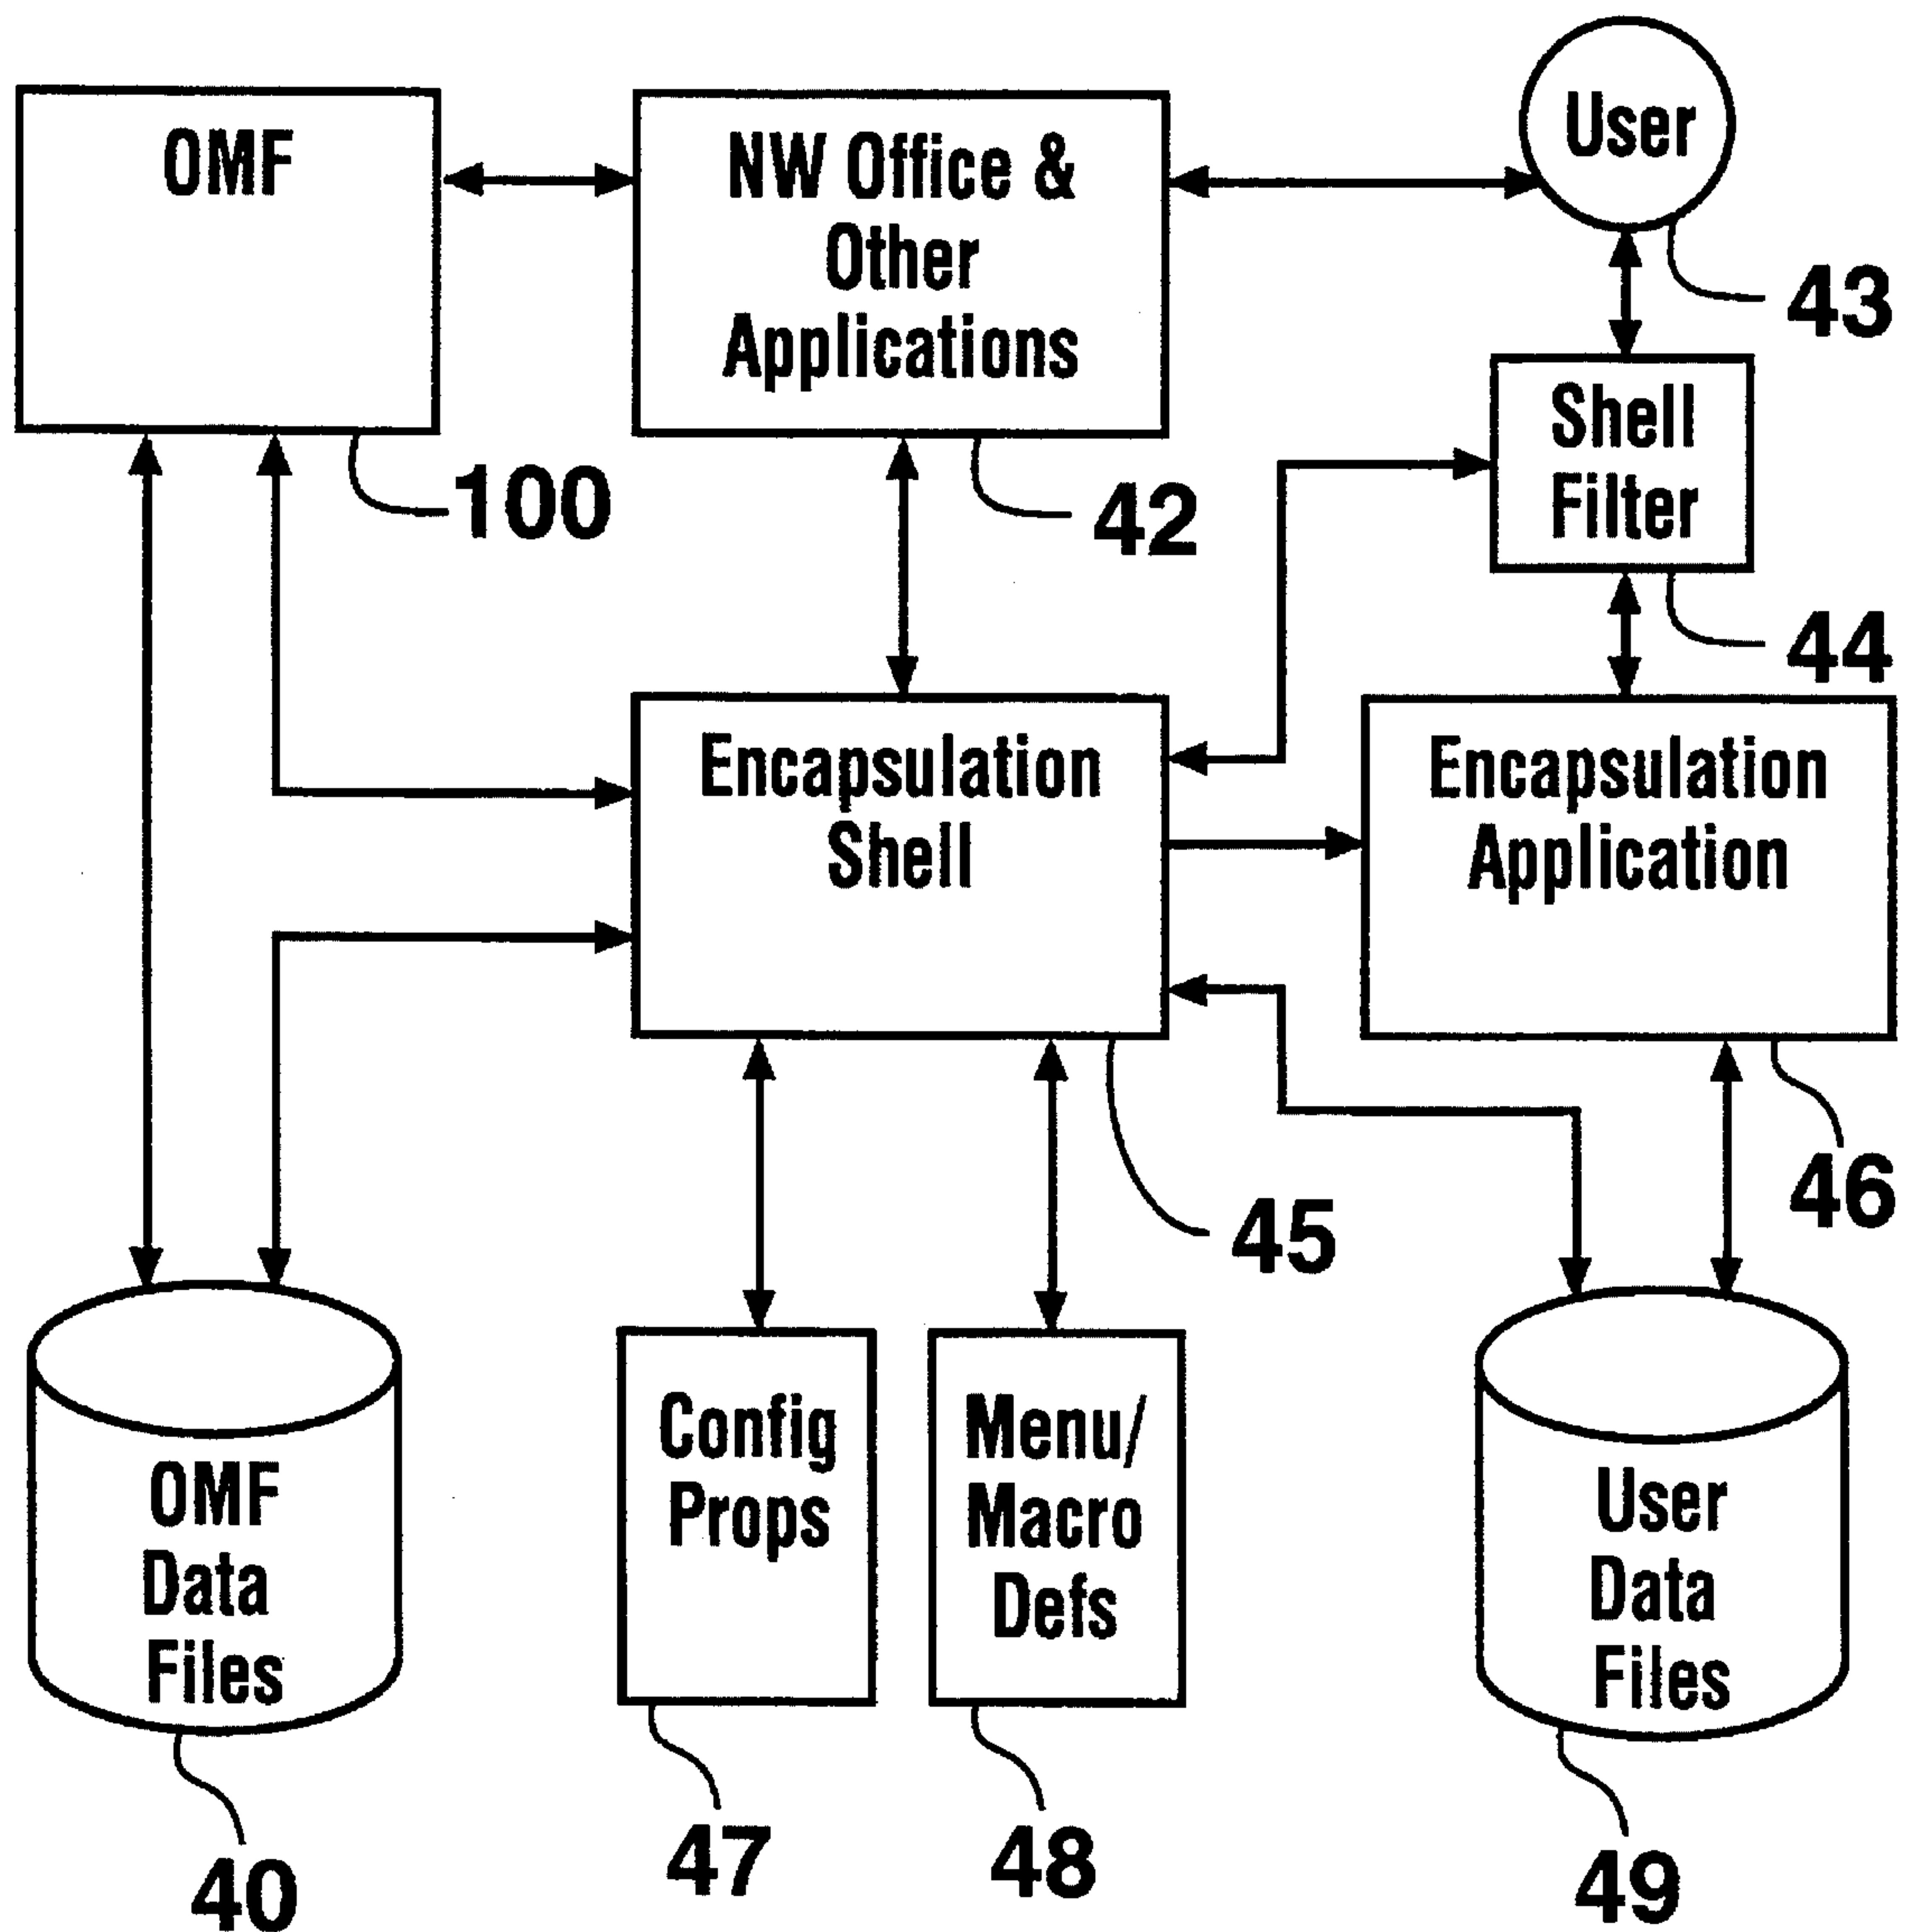 OMF
NW Office &
Other
Applications
User
43
100
42
Shell
Filter
44
Encapsulation
Shell
Encapsulation
Application
45
46
OMF
Data
Files
Config
Props
Menu/
Macro
Defs
User
Data
Files
40
47
48
49